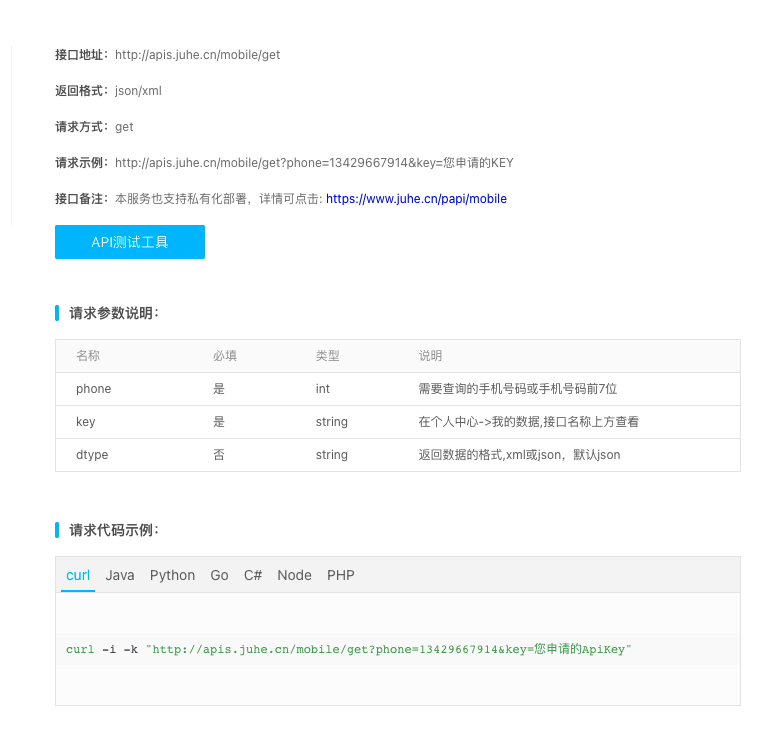 接口地址：http://apis.juhe.cn/mobile/get
返回格式：json/xml
请求方式：get
请求示例：http://apis.juhe.cn/mobile/get?phone=13429667914&key=您申请的KEY
接口备注：本服务也支持私有化部署，详情可点击: https://www.juhe.cn/papi/mobile
API测试工具
请求参数说明：
名称 必填 类型 说明
phone 是 int 需要查询的手机号码或手机号码前7位
key 是 string 在个人中心->我的数据,接口名称上方查看
dtype 否 string 返回数据的格式,xml或json，默认json
请求代码示例：
curl Java Python Go C# Node PHP
curl -i -k "http://apis.juhe.cn/mobile/get?phone=13429667914&key=您申请的ApiKey"